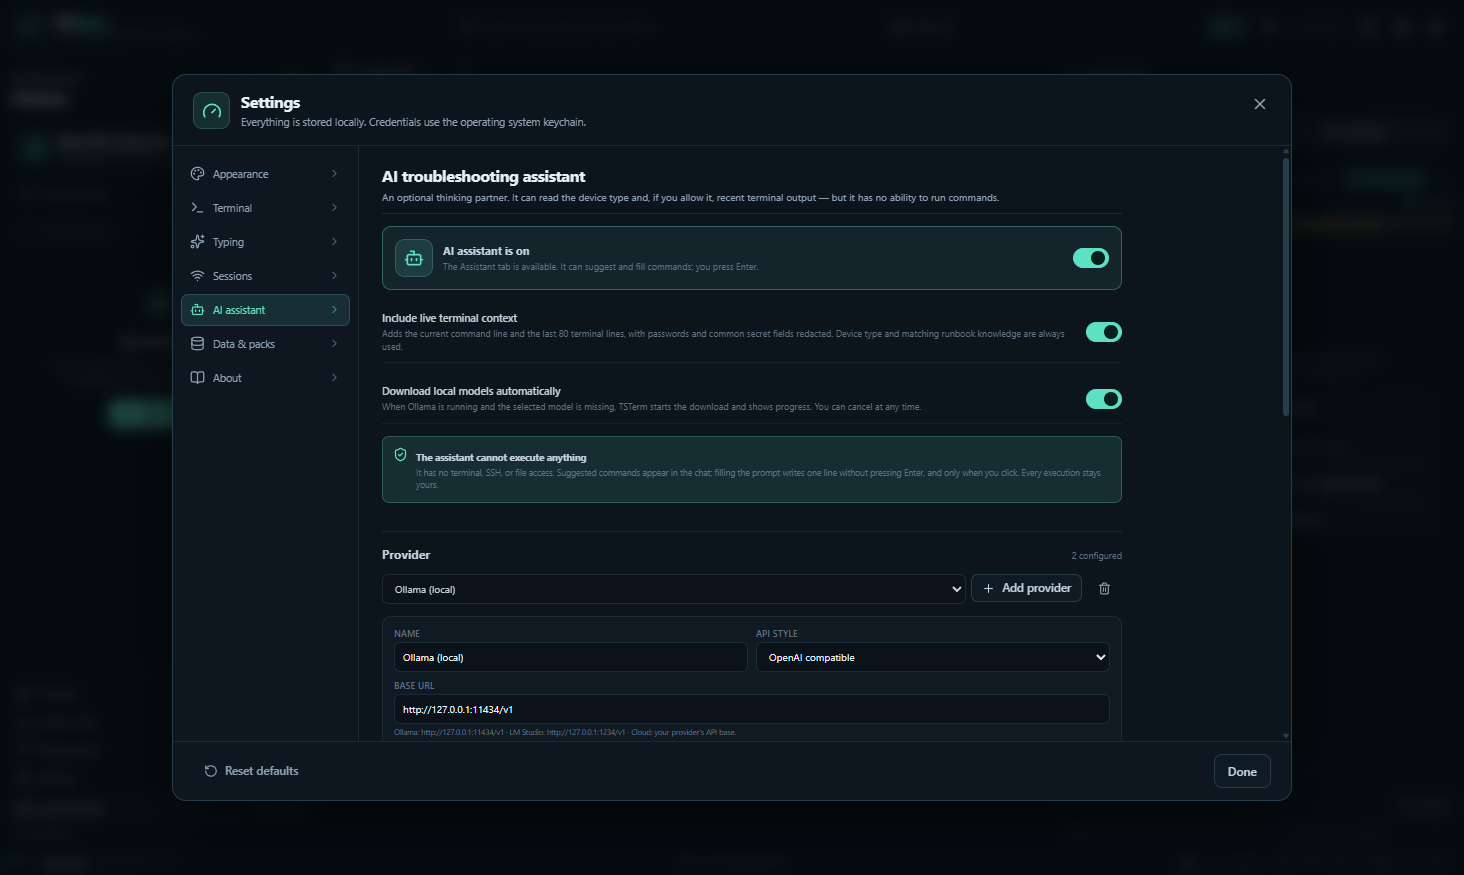 Settings
Everything is stored locally. Credentials use the operating system keychain.
Appearance
Terminal
Typing
Sessions
AI assistant
Data & packs
About
AI troubleshooting assistant
An optional thinking partner. It can read the device type and, if you allow it, recent terminal output — but it has no ability to run commands.
AI assistant is on
The Assistant tab is available. It can suggest and fill commands; you press Enter.
Include live terminal context
Adds the current command line and the last 80 terminal lines, with passwords and common secret fields redacted. Device type and matching runbook knowledge are always
used.
Download local models automatically
When Ollama is running and the selected model is missing, TSTerm starts the download and shows progress. You can cancel at any time.
The assistant cannot execute anything
It has no terminal, SSH, or file access. Suggested commands appear in the chat; filling the prompt writes one line without pressing Enter, and only when you click. Every execution stays
yours.
Provider
2 configured
Ollama (local)
Add provider
NAME
API STYLE
Ollama (local)
OpenAI compatible
BASE URL
http://127.0.0.1:11434/v1
Ollama: http://127.0.0.1:11434/v1 · LM Studio: http://127.0.0.1:1234/v1 · Cloud: your provider's API base.
Reset defaults
Done